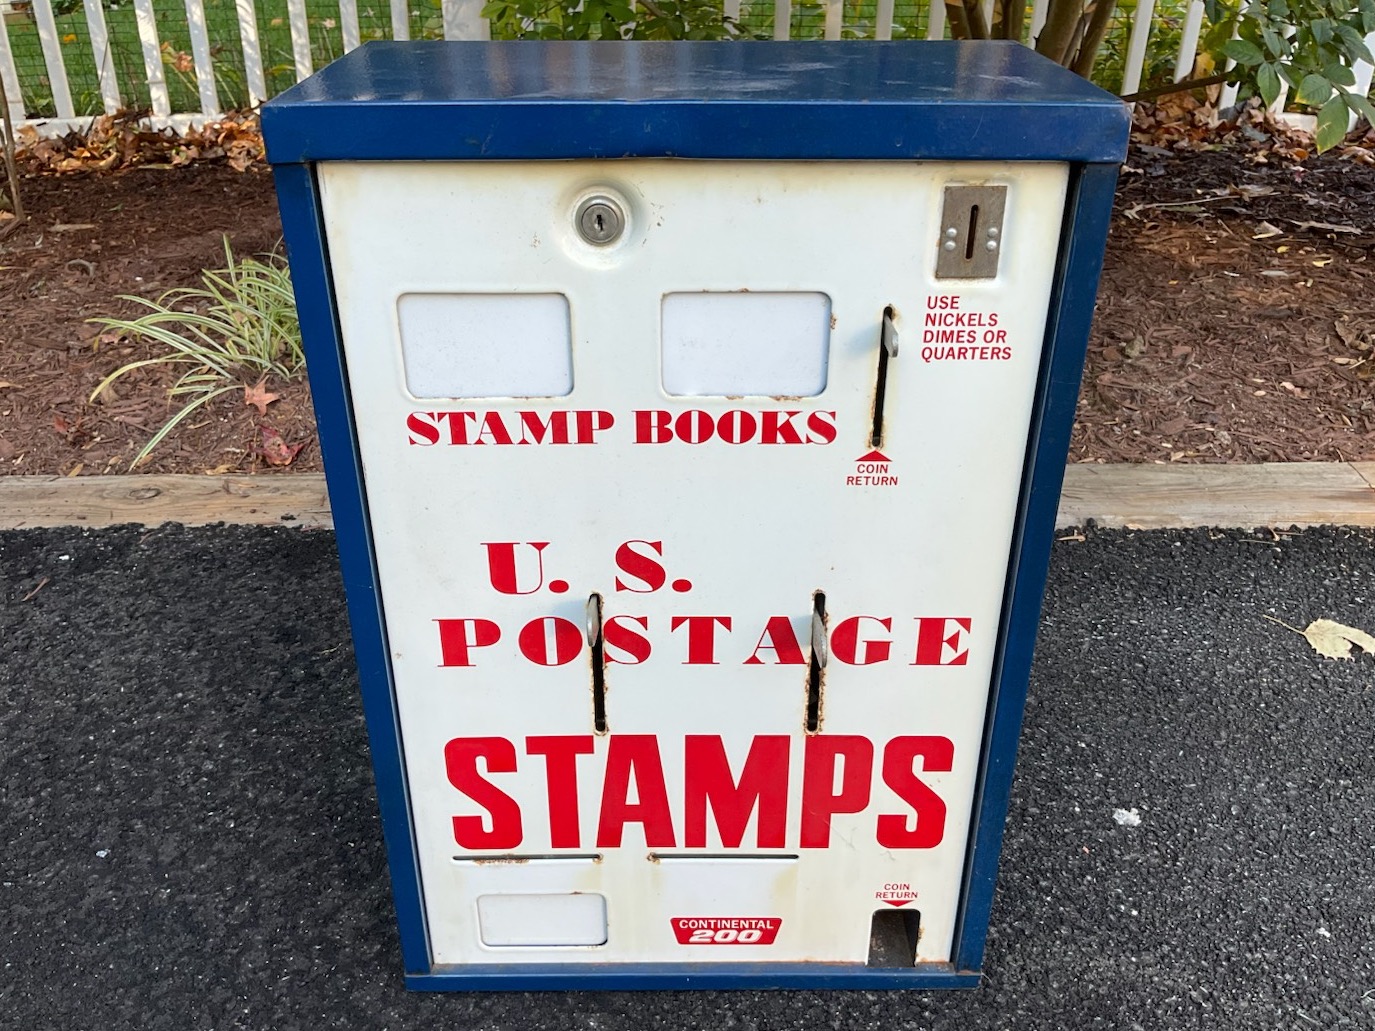 USE
NICKELS
DIMES OR
QUARTERS
STAMP BOOKS
COIN
RETURN
U. S.
POSTAGE
STAMPS
COIN
RETURN
CONTINENTAL
200